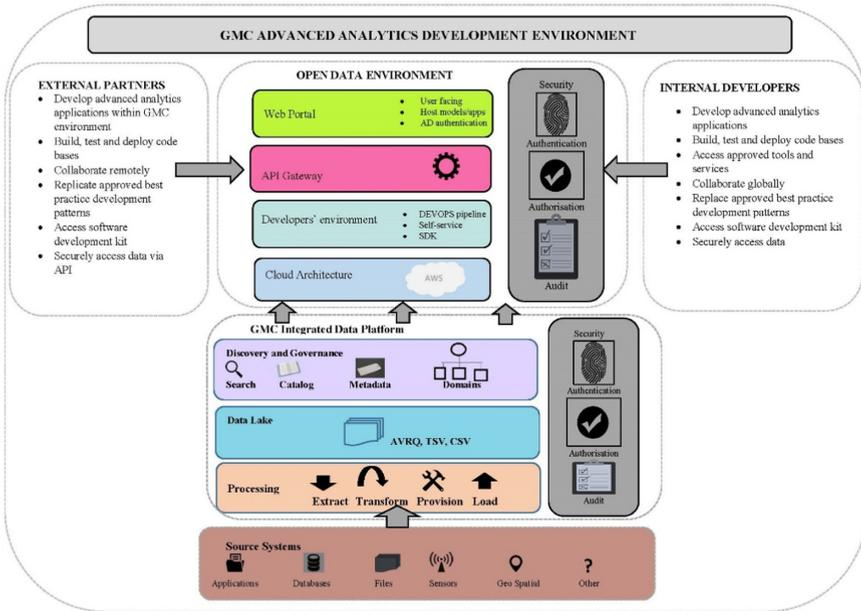 GMC ADVANCED ANALYTICS DEVELOPMENT ENVIRONMENT
EXTERNAL PARTNERS
• Develop advanced analytics
applications within GMC
environment
• Build, test and deploy code
bases
• Collaborate remotely
• Replicate approved best
practice development
patterns
• Access software
development kit
• Securely access data via
API
OPEN DATA ENVIRONMENT
Web Portal
• User facing
• Host models/apps
• AD authentication
API Gateway
Developers' environment
• DEVOPS pipeline
• Self-service
• SDK
Cloud Architecture
AWS
Security
Authentication
Authorisation
Audit
INTERNAL DEVELOPERS
• Develop advanced analytics
applications
• Build, test and deploy code bases
• Access approved tools and
services
• Collaborate globally
• Replace approved best practice
development patterns
• Access software development kit
• Securely access data
GMC Integrated Data Platform
Discovery and Governance
Search
Catalog
Metadata
Domains
Data Lake
AVRQ, TSV, CSV
Processing
Extract
Transform
Provision
Load
Security
Authentication
Authorisation
Audit
Source Systems
Applications
Databases
Files
Sensors
Geo Spatial
?
Other